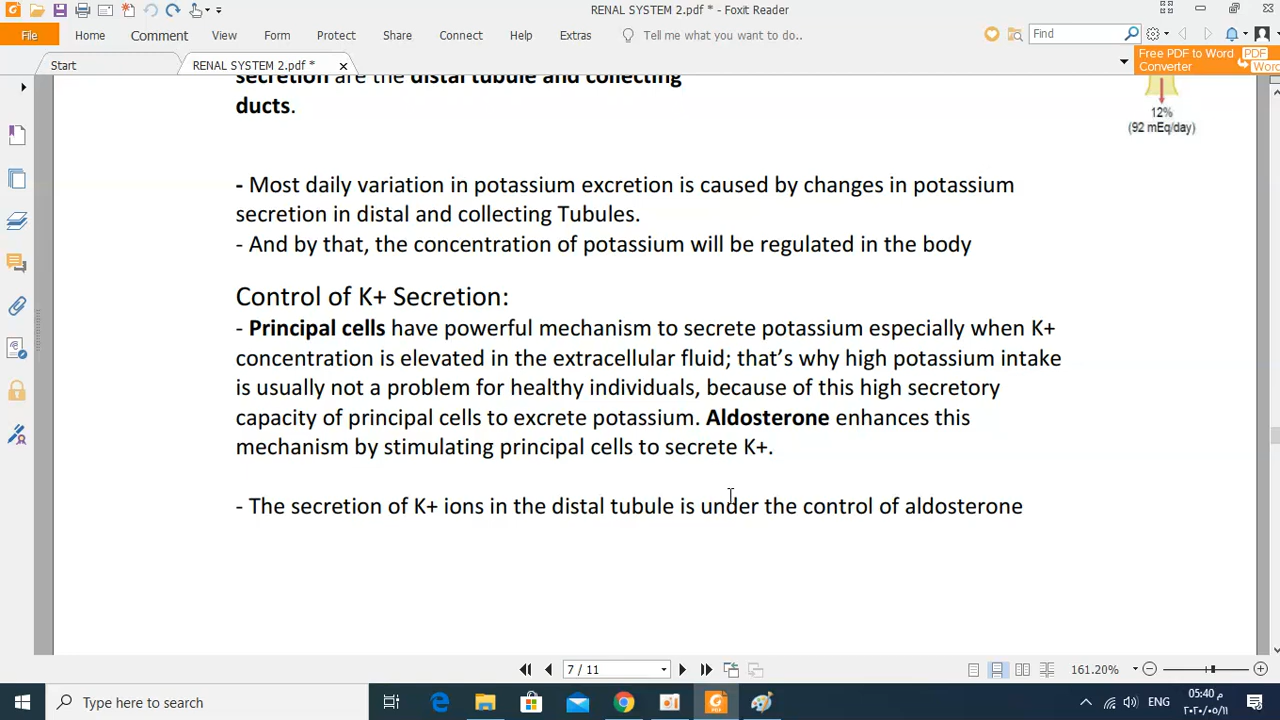 RENAL SYSTEM 2.pdf * - Foxit Reader
File Home Comment View Form Protect Share Connect Help Extras Tell me what you want to do.. Find
Start RENAL SYSTEM 2.pdf *
Free PDF to Word
Converter
PDF
Word
secretion are the distal tubule and collecting
ducts.
12%
(92 mEq/day)
- Most daily variation in potassium excretion is caused by changes in potassium
secretion in distal and collecting Tubules.
- And by that, the concentration of potassium will be regulated in the body
Control of K+ Secretion:
- Principal cells have powerful mechanism to secrete potassium especially when K+
concentration is elevated in the extracellular fluid; that’s why high potassium intake
is usually not a problem for healthy individuals, because of this high secretory
capacity of principal cells to excrete potassium. Aldosterone enhances this
mechanism by stimulating principal cells to secrete K+.
- The secretion of K+ ions in the distal tubule is under the control of aldosterone
7 / 11
161.20%
Type here to search
ENG
05:40 م
٢٠٢٠/٠٥/١١